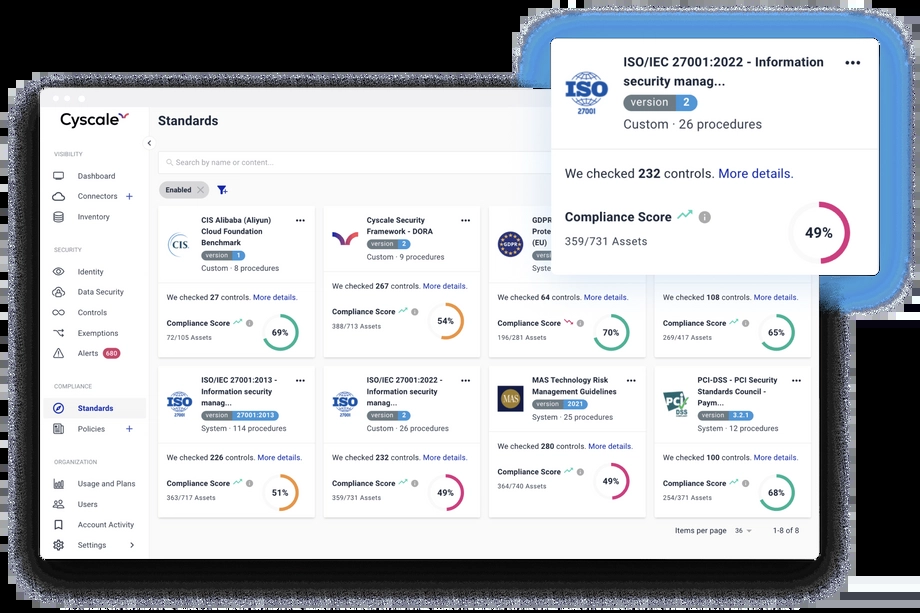 Cyscale
VISIBILITY
Dashboard
Connectors +
Inventory
SECURITY
Identity
Data Security
Controls
Exemptions
Alerts 680
COMPLIANCE
Standards
Policies +
ORGANIZATION
Usage and Plans
Users
Account Activity
Settings
Standards
Search by name or content...
Enabled
CIS
CIS Alibaba (Aliyun)
Cloud Foundation
Benchmark
version 1
Custom · 8 procedures
We checked 27 controls. More details.
Compliance Score
72/105 Assets
69%
Cyscale Security
Framework - DORA
version 2
Custom · 9 procedures
We checked 267 controls. More details.
Compliance Score
388/713 Assets
54%
GDPR
GDPR
Prote
(EU)
versi
Syste
We checked 64 controls. More details.
Compliance Score
196/281 Assets
70%
We checked 108 controls. More details.
Compliance Score
269/417 Assets
65%
ISO
27001
ISO/IEC 27001:2013 -
Information security
manag...
version 27001:2013
System · 114 procedures
We checked 226 controls. More details.
Compliance Score
363/717 Assets
51%
ISO
27001
ISO/IEC 27001:2022 -
Information security
manag...
version 2
Custom · 26 procedures
We checked 232 controls. More details.
Compliance Score
359/731 Assets
49%
MAS
MAS Technology Risk
Management Guidelines
version 2021
System · 25 procedures
We checked 280 controls. More details.
Compliance Score
364/740 Assets
49%
PCI
DSS
PCI-DSS - PCI Security
Standards Council -
Paym...
version 3.2.1
System · 12 procedures
We checked 100 controls. More details.
Compliance Score
254/371 Assets
68%
Items per page 36 1-8 of 8
ISO
27001
ISO/IEC 27001:2022 - Information
security manag...
version 2
Custom · 26 procedures
We checked 232 controls. More details.
Compliance Score
359/731 Assets
49%